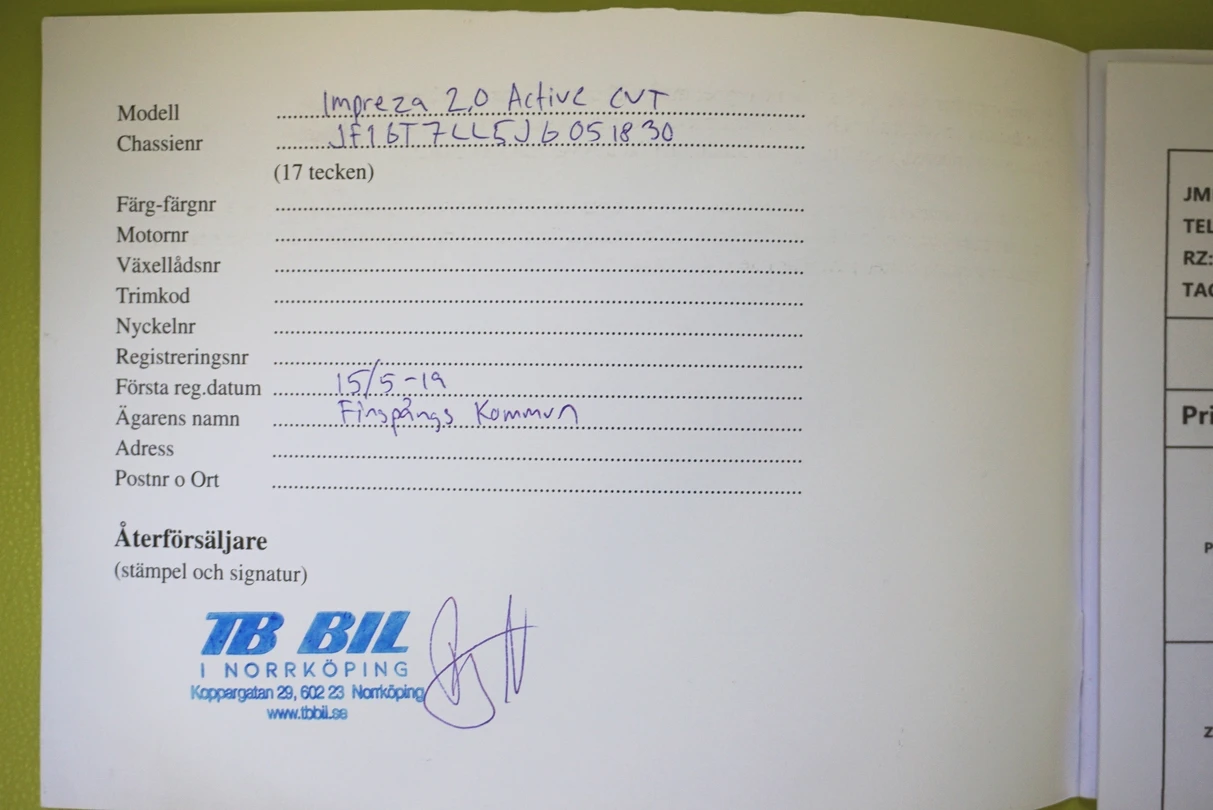 Modell Impreza 2,0 Active CVT
Chassienr JF1GT7LL5JG051830
(17 tecken)
Färg-färgnr
Motornr
Växellådsnr
Trimkod
Nyckelnr
Registreringsnr
Första reg.datum 15/5-19
Ägarens namn Finspångs Kommun
Adress
Postnr o Ort
Återförsäljare
(stämpel och signatur)
TB BIL
I NORRKÖPING
Koppargatan 29, 602 23 Norrköping
www.tbbil.se
JM
TEL
RZ:
TAG
Pri
P
Z